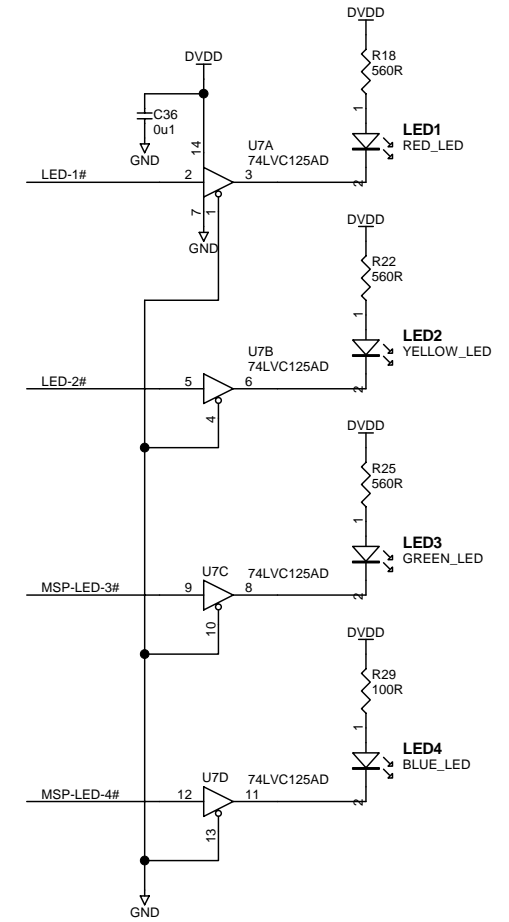 DVDD
R18
560R
DVDD
C36
0u1
GND
14
1
U7A
74LVC125AD
LED1
RED_LED
LED-1#
2
3
2
7
1
GND
DVDD
R22
560R
1
U7B
74LVC125AD
LED2
YELLOW_LED
LED-2#
5
6
2
4
DVDD
R25
560R
1
U7C
74LVC125AD
LED3
GREEN_LED
MSP-LED-3#
9
8
2
10
DVDD
R29
100R
1
U7D
74LVC125AD
LED4
BLUE_LED
MSP-LED-4#
12
11
2
13
GND